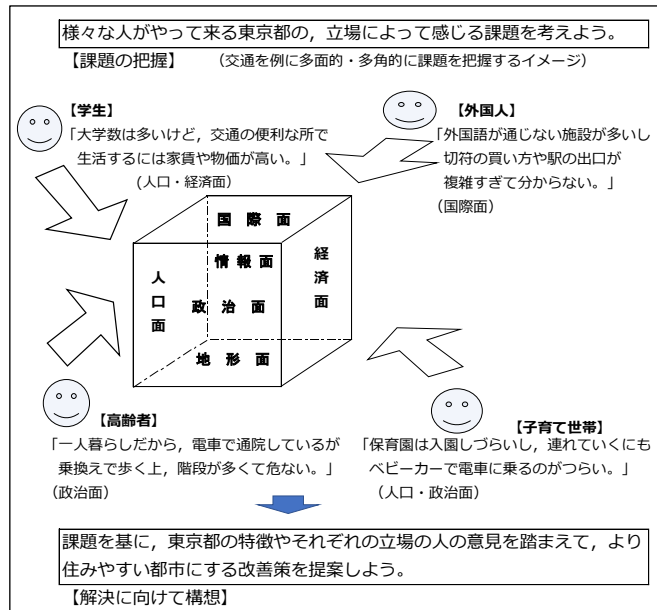 様々な人がやって来る東京都の，立場によって感じる課題を考えよう。
【課題の把握】　（交通を例に多面的・多角的に課題を把握するイメージ）
【学生】
「大学数は多いけど，交通の便利な所で
生活するには家賃や物価が高い。」
（人口・経済面）
【外国人】
「外国語が通じない施設が多いし
切符の買い方や駅の出口が
複雑すぎて分からない。」
（国際面）
国際面
情報面
経済面
人口面
政治面
地形面
【高齢者】
「一人暮らしだから，電車で通院しているが
乗換えで歩く上，階段が多くて危ない。」
（政治面）
【子育て世帯】
「保育園は入園しづらいし，連れていくにも
ベビーカーで電車に乗るのがつらい。」
（人口・政治面）
課題を基に，東京都の特徴やそれぞれの立場の人の意見を踏まえて，より
住みやすい都市にする改善策を提案しよう。
【解決に向けて構想】